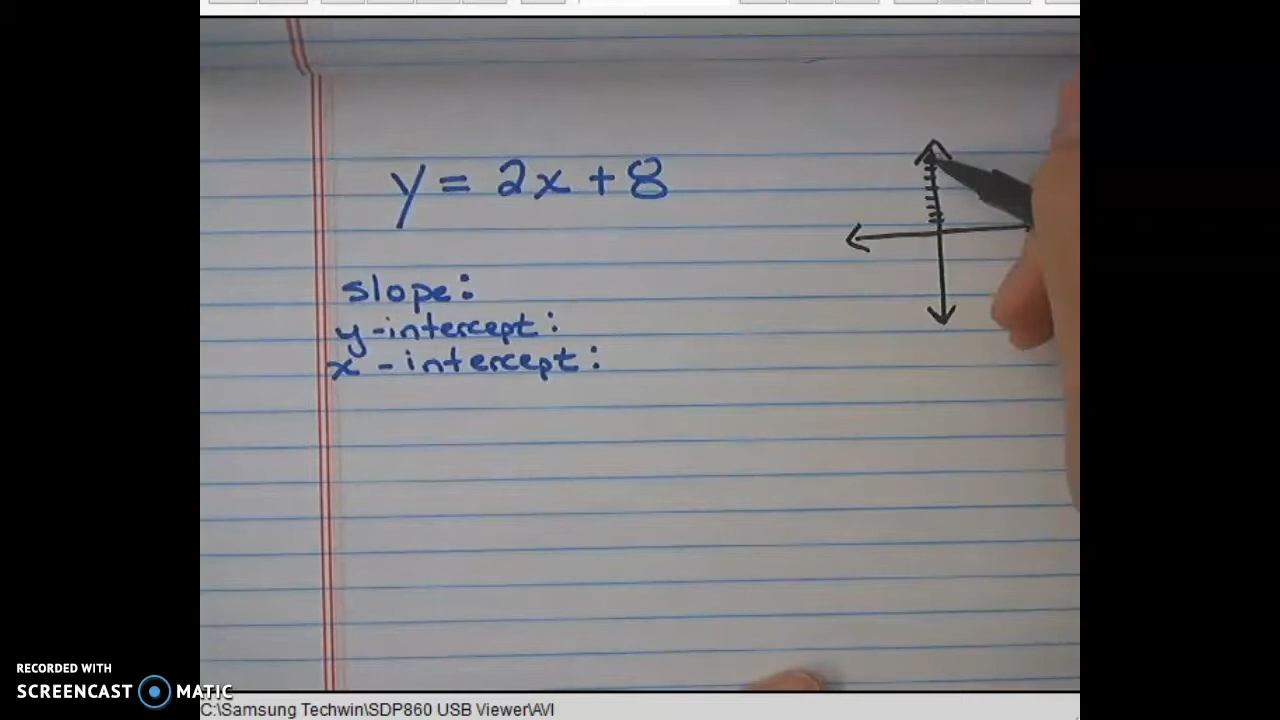 y = 2x + 8
slope:
y-intercept:
x-intercept:
RECORDED WITH
SCREENCAST MATIC
C:\Samsung Techwin\SDP860 USB Viewer\AVI